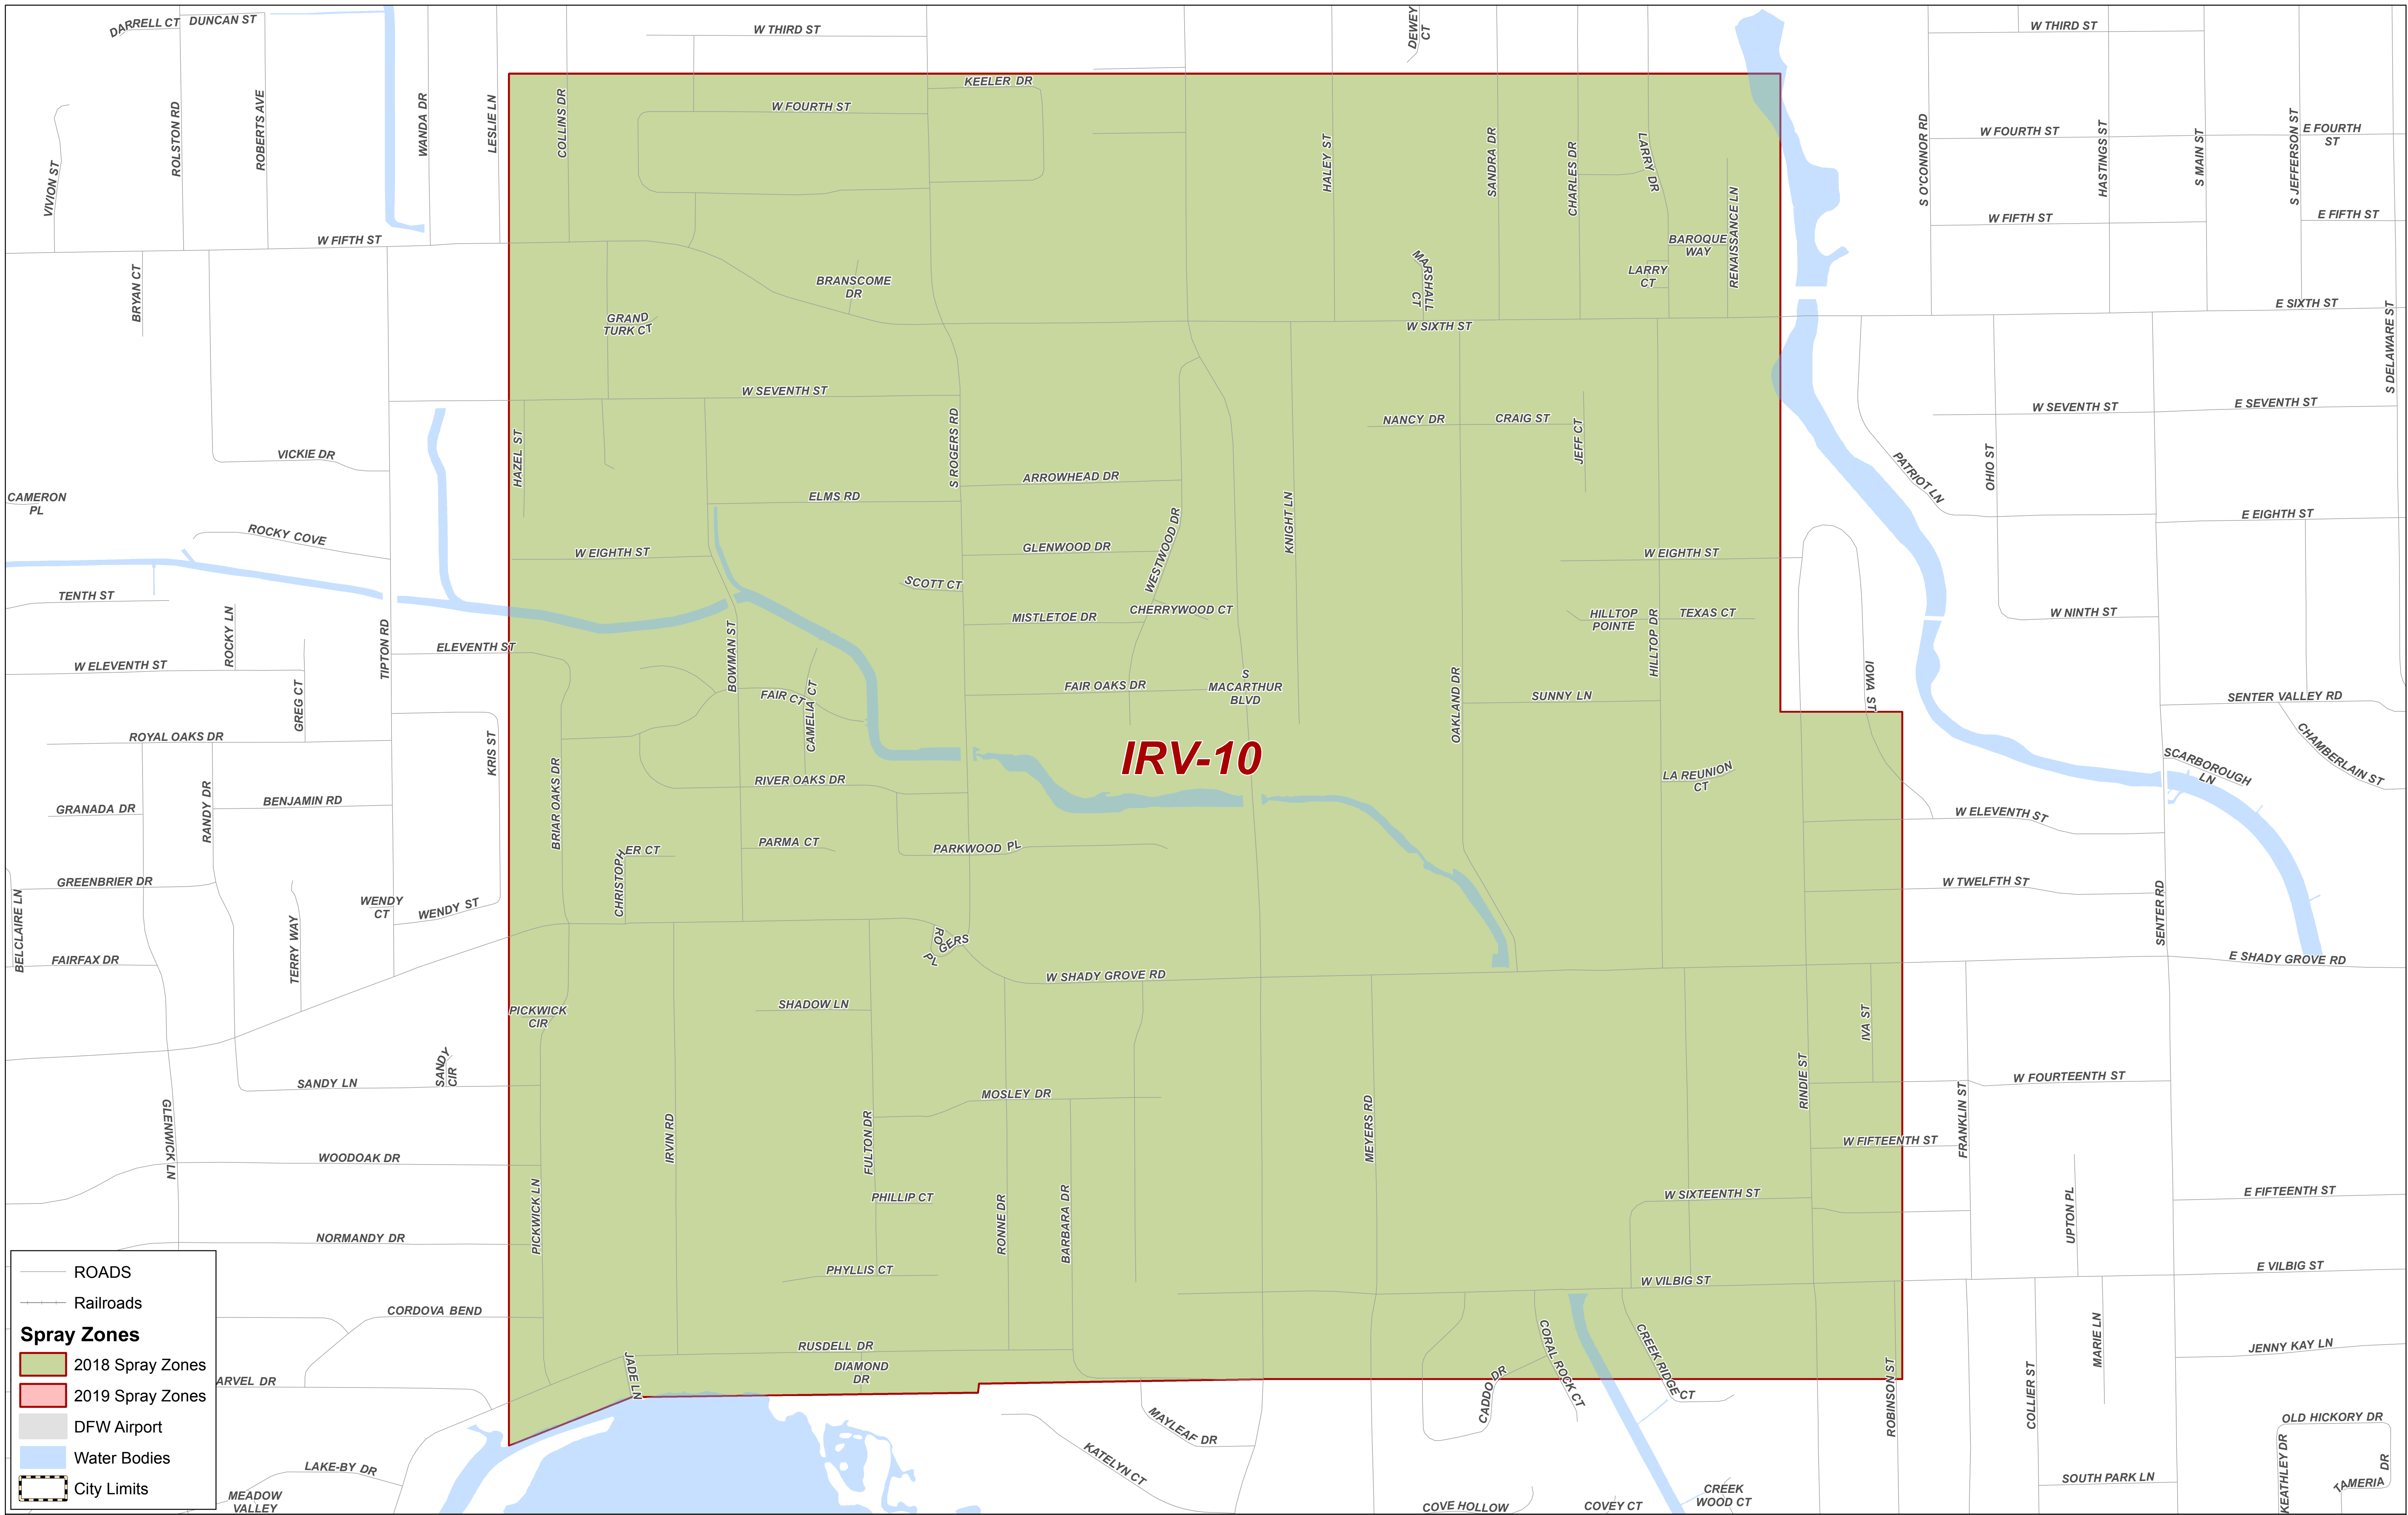 DARRELL CT
DUNCAN ST
W THIRD ST
DEWEY
CT
W THIRD ST
VIVION ST
ROLSTON RD
ROBERTS AVE
WANDA DR
LESLIE LN
COLLINS DR
KEELER DR
W FOURTH ST
HALEY ST
SANDRA DR
CHARLES DR
LARRY DR
RENAISSANCE LN
S O'CONNOR RD
W FOURTH ST
HASTINGS ST
S MAIN ST
S JEFFERSON ST
E FOURTH
ST
W FIFTH ST
W FIFTH ST
E FIFTH ST
BRYAN CT
BRANSCOME
DR
MARSHALL
CT
BAROQUE
WAY
LARRY
CT
GRAND
TURK CT
W SIXTH ST
E SIXTH ST
S DELAWARE ST
W SEVENTH ST
HAZEL ST
S ROGERS RD
NANCY DR
CRAIG ST
JEFF CT
W SEVENTH ST
E SEVENTH ST
VICKIE DR
ARROWHEAD DR
PATRIOT LN
OHIO ST
CAMERON
PL
ELMS RD
WESTWOOD DR
KNIGHT LN
E EIGHTH ST
ROCKY COVE
W EIGHTH ST
GLENWOOD DR
W EIGHTH ST
SCOTT CT
TENTH ST
ROCKY LN
TIPTON RD
MISTLETOE DR
CHERRYWOOD CT
HILLTOP
POINTE
HILLTOP DR
TEXAS CT
W NINTH ST
ELEVENTH ST
BOWMAN ST
W ELEVENTH ST
GREG CT
FAIR CT
CAMELIA CT
FAIR OAKS DR
S
MACARTHUR
BLVD
OAKLAND DR
SUNNY LN
IOWA ST
SENTER VALLEY RD
CHAMBERLAIN ST
ROYAL OAKS DR
KRIS ST
IRV-10
SCARBOROUGH
LN
BRIAR OAKS DR
RIVER OAKS DR
LA REUNION
CT
GRANADA DR
RANDY DR
BENJAMIN RD
W ELEVENTH ST
CHRISTOPHER CT
PARMA CT
PARKWOOD PL
GREENBRIER DR
W TWELFTH ST
BELCLAIRE LN
WENDY
CT
WENDY ST
TERRY WAY
SENTER RD
ROGERS
PL
FAIRFAX DR
W SHADY GROVE RD
E SHADY GROVE RD
PICKWICK
CIR
SHADOW LN
IVA ST
SANDY LN
SANDY
CIR
GLENWICK LN
MOSLEY DR
RINDIE ST
W FOURTEENTH ST
IRVIN RD
FULTON DR
MEYERS RD
FRANKLIN ST
W FIFTEENTH ST
WOODOAK DR
PICKWICK LN
PHILLIP CT
RONNE DR
BARBARA DR
W SIXTEENTH ST
UPTON PL
E FIFTEENTH ST
NORMANDY DR
PHYLLIS CT
W VILBIG ST
E VILBIG ST
CORDOVA BEND
JADE LN
RUSDELL DR
DIAMOND
DR
CADDO DR
CORAL ROCK CT
CREEK RIDGE CT
ROBINSON ST
COLLIER ST
MARIE LN
JENNY KAY LN
ARVEL DR
MAYLEAF DR
KATELYN CT
OLD HICKORY DR
KEATHLEY DR
TAMERIA DR
LAKE-BY DR
MEADOW
VALLEY
COVE HOLLOW
COVEY CT
CREEK
WOOD CT
SOUTH PARK LN
ROADS
Railroads
Spray Zones
2018 Spray Zones
2019 Spray Zones
DFW Airport
Water Bodies
City Limits